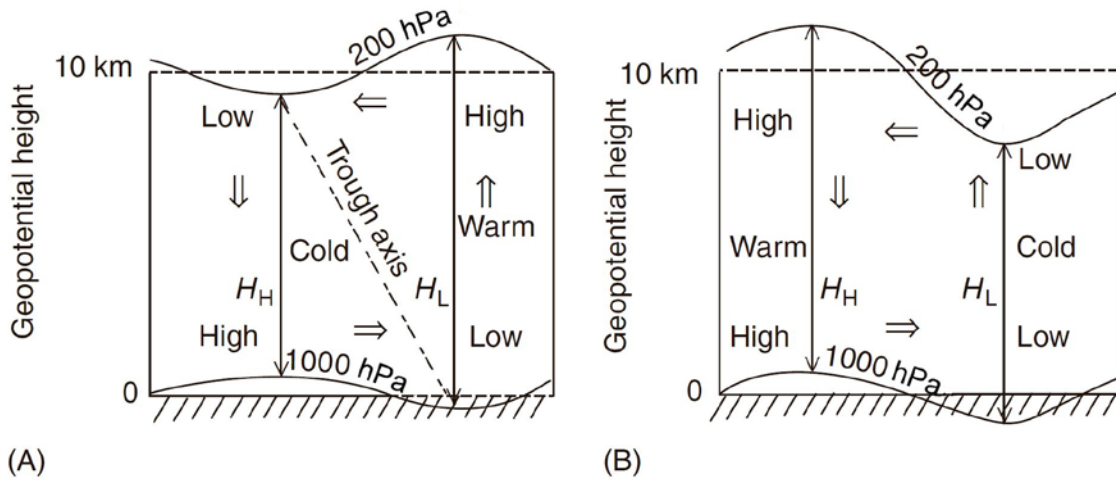 200 hPa
10 km
Low
High
Trough axis
Cold
Warm
H_H
H_L
High
Low
1000 hPa
0
Geopotential height
(A)
10 km
200 hPa
High
Low
Warm
Cold
H_H
H_L
High
Low
1000 hPa
0
Geopotential height
(B)